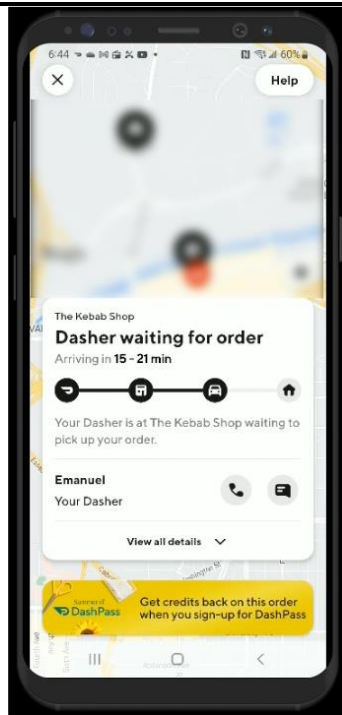 6:44
60%
Help
The Kebab Shop
Dasher waiting for order
Arriving in 15 - 21 min
Your Dasher is at The Kebab Shop waiting to
pick up your order.
Emanuel
Your Dasher
View all details
Summer of
DashPass
Get credits back on this order
when you sign-up for DashPass